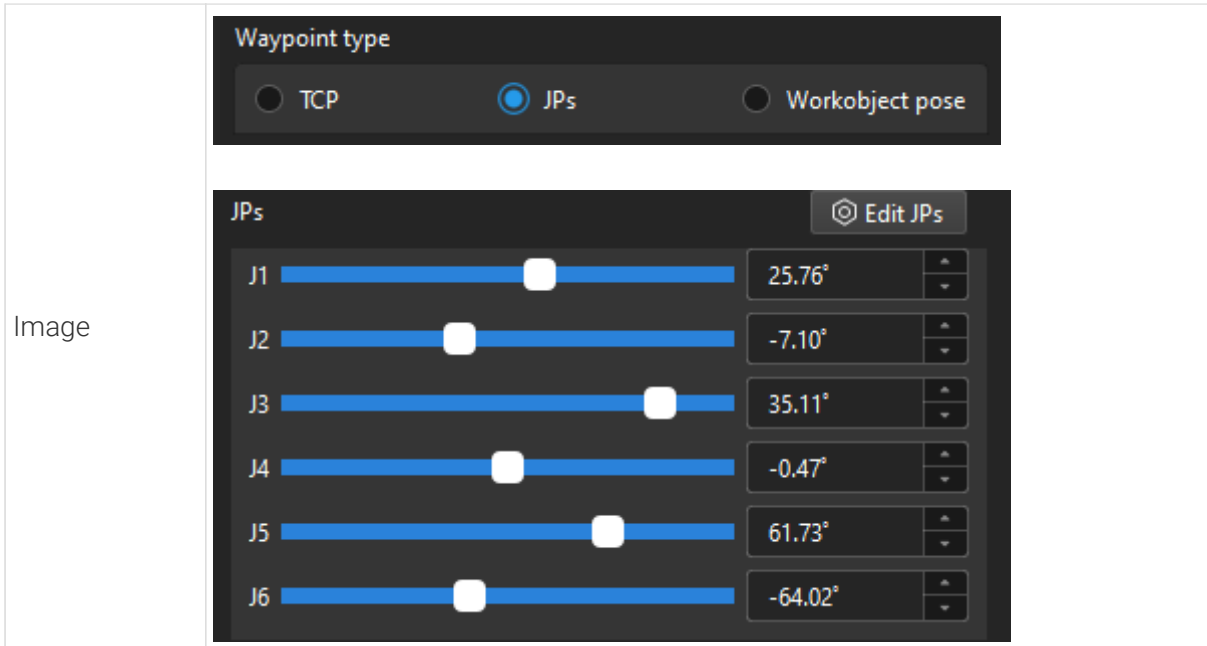 Waypoint type
TCP JPs Workobject pose
JPs Edit JPs
J1 25.76°
J2 -7.10°
Image
J3 35.11°
J4 -0.47°
J5 61.73°
J6 -64.02°